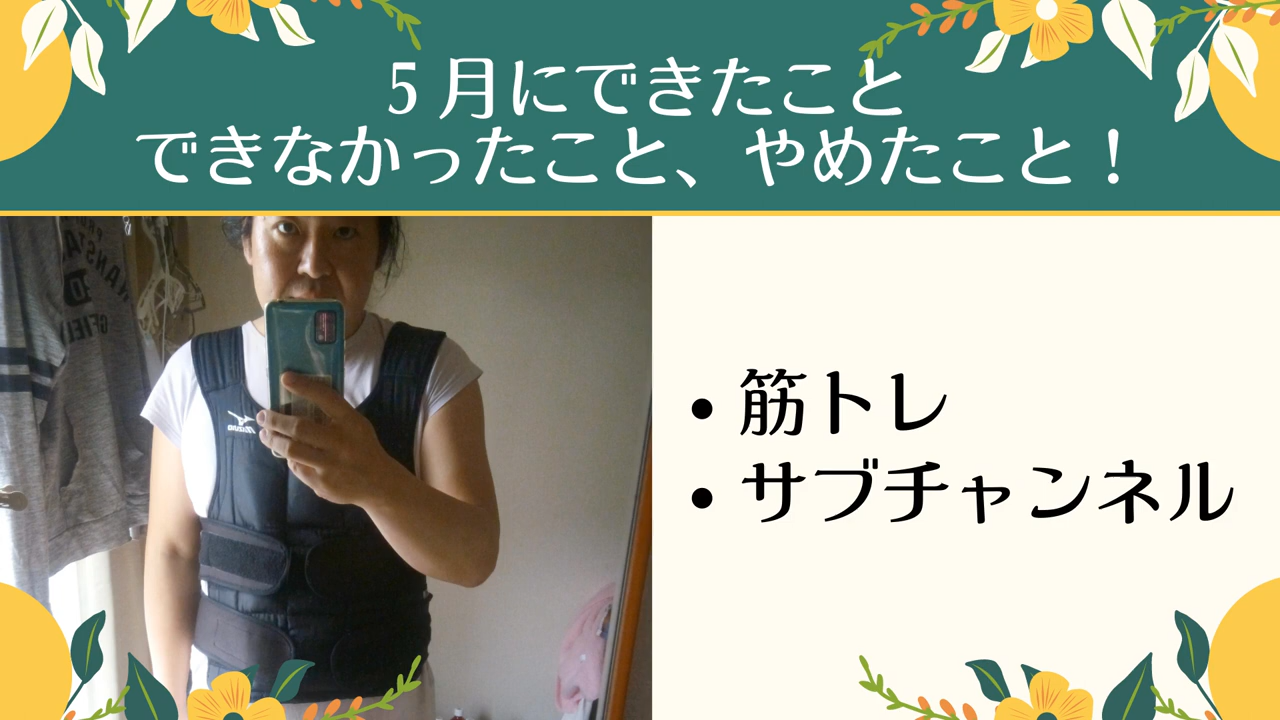 5月にできたこと
できなかったこと、やめたこと！
• 筋トレ
• サブチャンネル
Mizuno